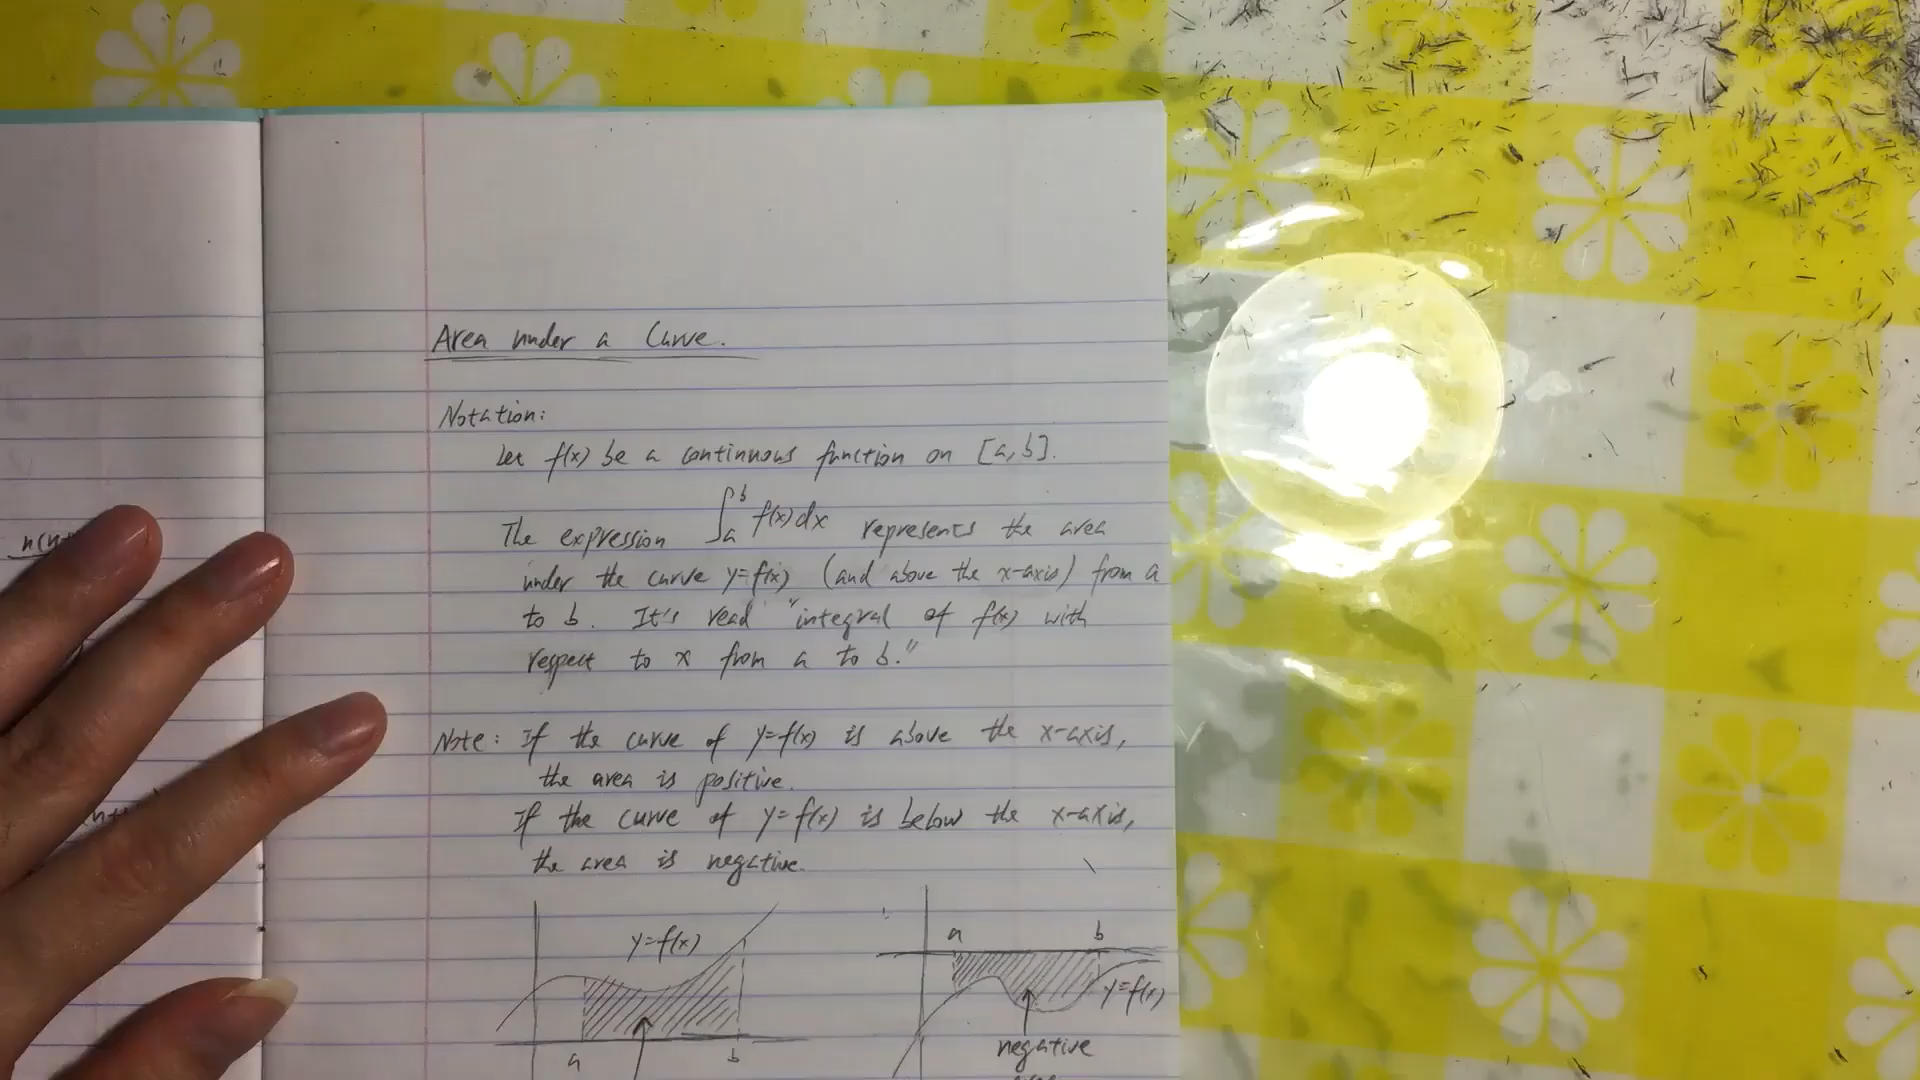 Area under a Curve.
Notation:
Let f(x) be a continuous function on [a, b].
The expression ∫_a^b f(x)dx represents the area
under the curve y=f(x) (and above the x-axis) from a
to b. It's read "integral of f(x) with
respect to x from a to b."
Note: If the curve of y=f(x) is above the x-axis,
the area is positive.
If the curve of y=f(x) is below the x-axis,
the area is negative.
y=f(x)
a b
a b
y=f(x)
negative